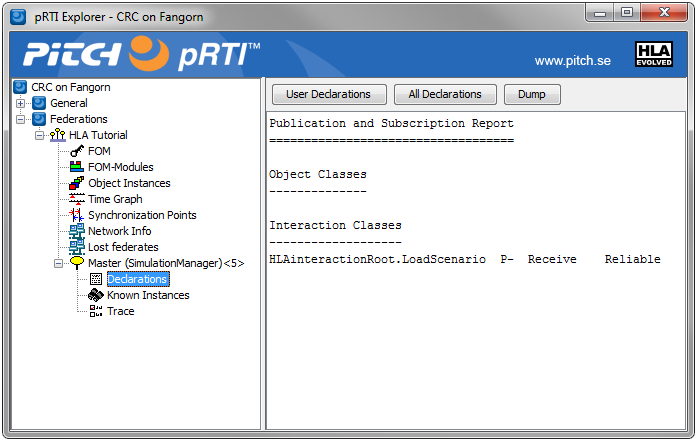 pRTI Explorer - CRC on Fangorn
PITCH pRTI™
www.pitch.se
HLA
EVOLVED
CRC on Fangorn
General
Federations
HLA Tutorial
FOM
FOM-Modules
Object Instances
Time Graph
Synchronization Points
Network Info
Lost federates
Master (SimulationManager)<5>
Declarations
Known Instances
Trace
User Declarations All Declarations Dump
Publication and Subscription Report
===================================
Object Classes
--------------
Interaction Classes
-------------------
HLAinteractionRoot.LoadScenario P- Receive Reliable